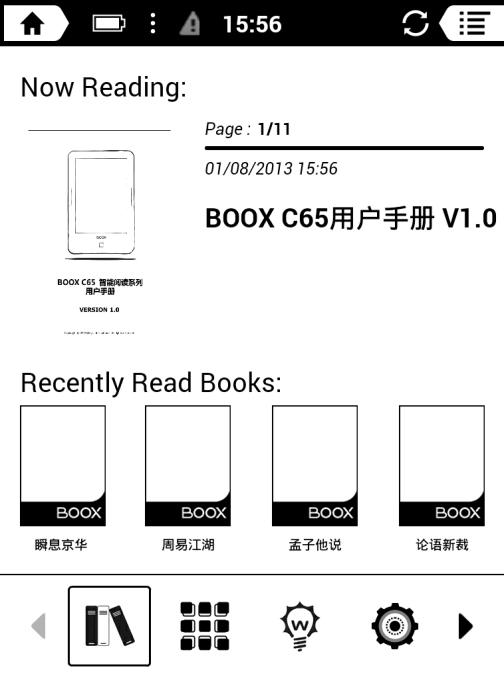 15:56
Now Reading:
Page : 1/11
01/08/2013 15:56
BOOX C65用户手册 V1.0
BOOX
BOOX C65 智能阅读系列
用户手册
VERSION 1.0
Recently Read Books:
BOOX BOOX BOOX BOOX
瞬息京华 周易江湖 孟子他说 论语新裁
W